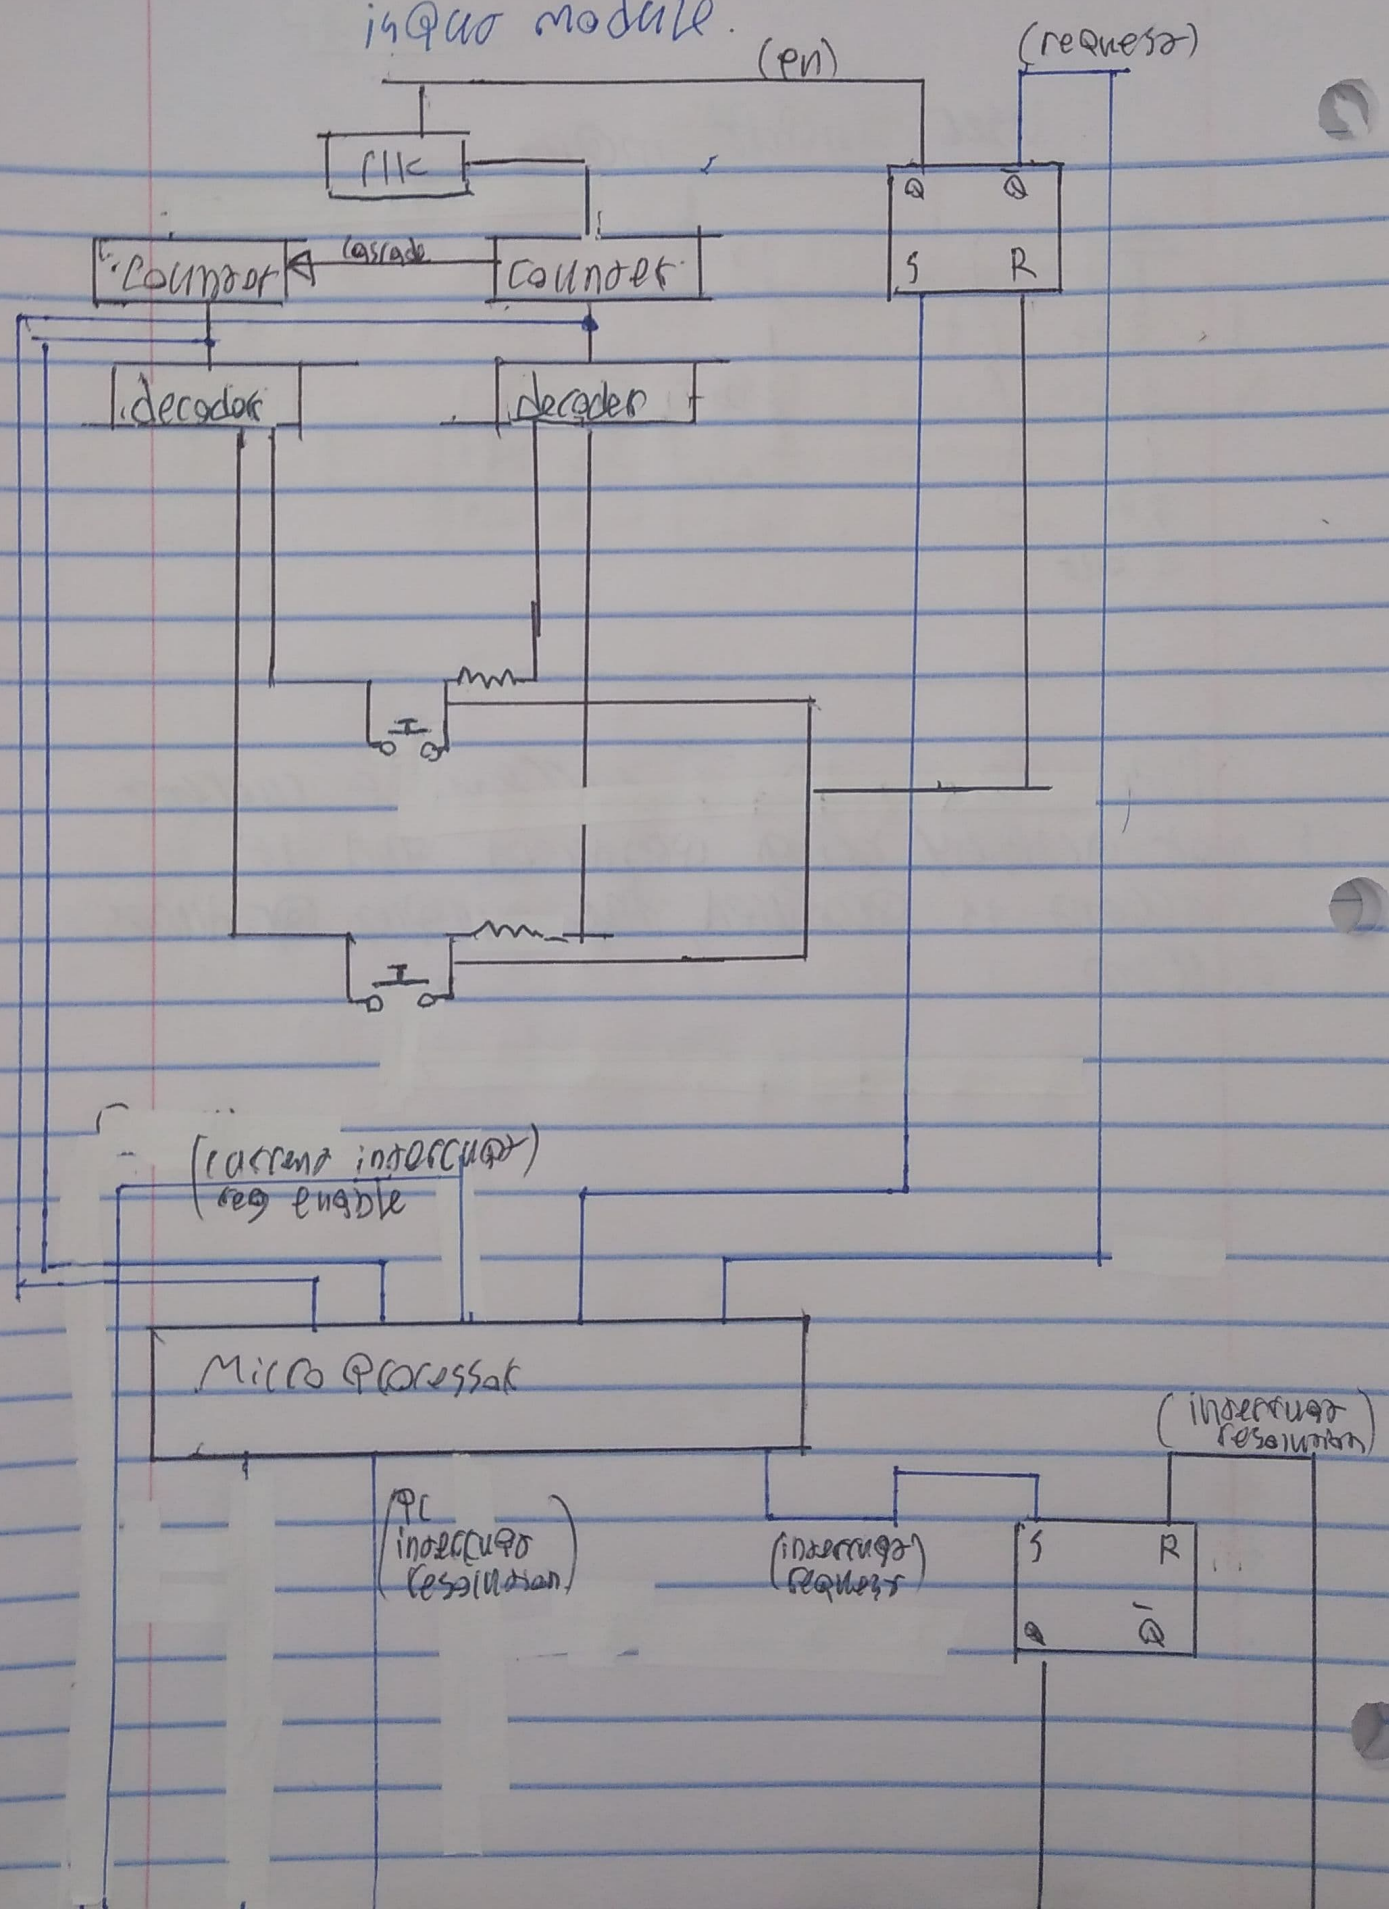 input module.
(en)
(request)
clk
Q Q̅
counter
cascade
counter
S R
decoder
decoder
(current interrupt)
reg enable
Micro processor
(interrupt
resolution)
(PC
interrupt
resolution)
(interrupt
request)
S R
Q Q̅